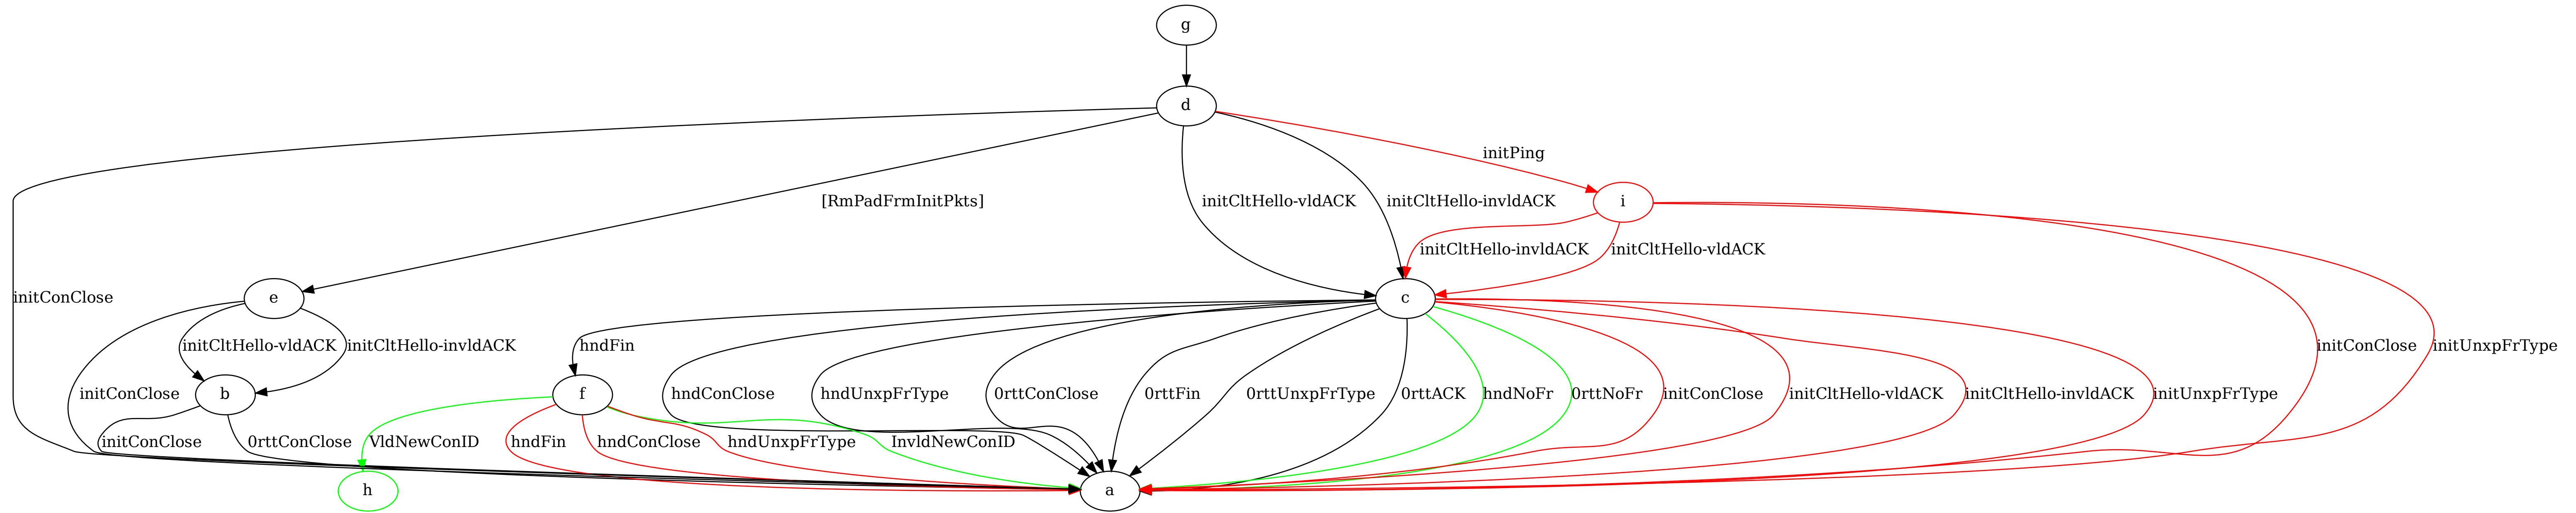 g
d
initPing
[RmPadFrmInitPkts]
initCltHello-vldACK
initCltHello-invldACK
i
initCltHello-invldACK
initCltHello-vldACK
initConClose
e
c
initCltHello-vldACK
initCltHello-invldACK
hndFin
initConClose
initUnxpFrType
initConClose
b
f
hndConClose
hndUnxpFrType
0rttConClose
0rttFin
0rttUnxpFrType
0rttACK
hndNoFr
0rttNoFr
initConClose
initCltHello-vldACK
initCltHello-invldACK
initUnxpFrType
initConClose
0rttConClose
VldNewConID
hndFin
hndConClose
hndUnxpFrType
InvldNewConID
h
a